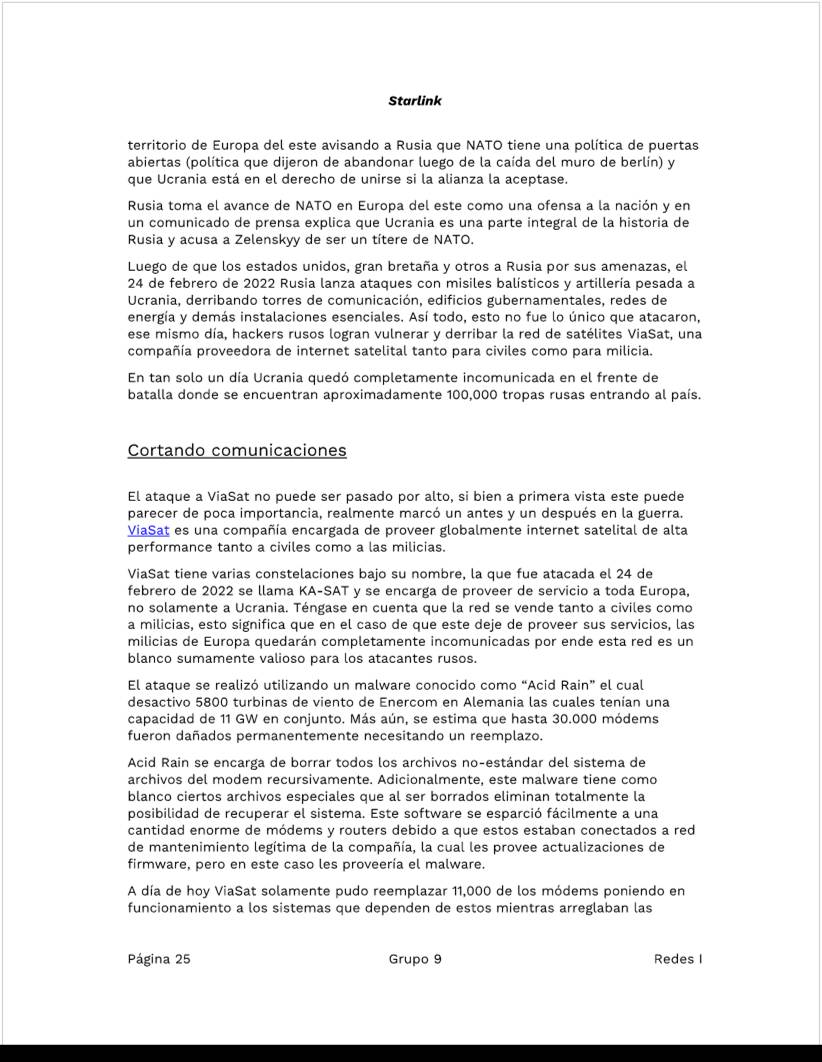 Starlink
territorio de Europa del este avisando a Rusia que NATO tiene una política de puertas
abiertas (política que dijeron de abandonar luego de la caída del muro de berlín) y
que Ucrania está en el derecho de unirse si la alianza la aceptase.
Rusia toma el avance de NATO en Europa del este como una ofensa a la nación y en
un comunicado de prensa explica que Ucrania es una parte integral de la historia de
Rusia y acusa a Zelenskyy de ser un títere de NATO.
Luego de que los estados unidos, gran bretaña y otros a Rusia por sus amenazas, el
24 de febrero de 2022 Rusia lanza ataques con misiles balísticos y artillería pesada a
Ucrania, derribando torres de comunicación, edificios gubernamentales, redes de
energía y demás instalaciones esenciales. Así todo, esto no fue lo único que atacaron,
ese mismo día, hackers rusos logran vulnerar y derribar la red de satélites ViaSat, una
compañía proveedora de internet satelital tanto para civiles como para milicia.
En tan solo un día Ucrania quedó completamente incomunicada en el frente de
batalla donde se encuentran aproximadamente 100,000 tropas rusas entrando al país.
Cortando comunicaciones
El ataque a ViaSat no puede ser pasado por alto, si bien a primera vista este puede
parecer de poca importancia, realmente marcó un antes y un después en la guerra.
ViaSat es una compañía encargada de proveer globalmente internet satelital de alta
performance tanto a civiles como a las milicias.
ViaSat tiene varias constelaciones bajo su nombre, la que fue atacada el 24 de
febrero de 2022 se llama KA-SAT y se encarga de proveer de servicio a toda Europa,
no solamente a Ucrania. Téngase en cuenta que la red se vende tanto a civiles como
a milicias, esto significa que en el caso de que este deje de proveer sus servicios, las
milicias de Europa quedarán completamente incomunicadas por ende esta red es un
blanco sumamente valioso para los atacantes rusos.
El ataque se realizó utilizando un malware conocido como “Acid Rain” el cual
desactivo 5800 turbinas de viento de Enercom en Alemania las cuales tenían una
capacidad de 11 GW en conjunto. Más aún, se estima que hasta 30.000 módems
fueron dañados permanentemente necesitando un reemplazo.
Acid Rain se encarga de borrar todos los archivos no-estándar del sistema de
archivos del modem recursivamente. Adicionalmente, este malware tiene como
blanco ciertos archivos especiales que al ser borrados eliminan totalmente la
posibilidad de recuperar el sistema. Este software se esparció fácilmente a una
cantidad enorme de módems y routers debido a que estos estaban conectados a red
de mantenimiento legítima de la compañía, la cual les provee actualizaciones de
firmware, pero en este caso les proveería el malware.
A día de hoy ViaSat solamente pudo reemplazar 11,000 de los módems poniendo en
funcionamiento a los sistemas que dependen de estos mientras arreglaban las
Página 25 Grupo 9 Redes I